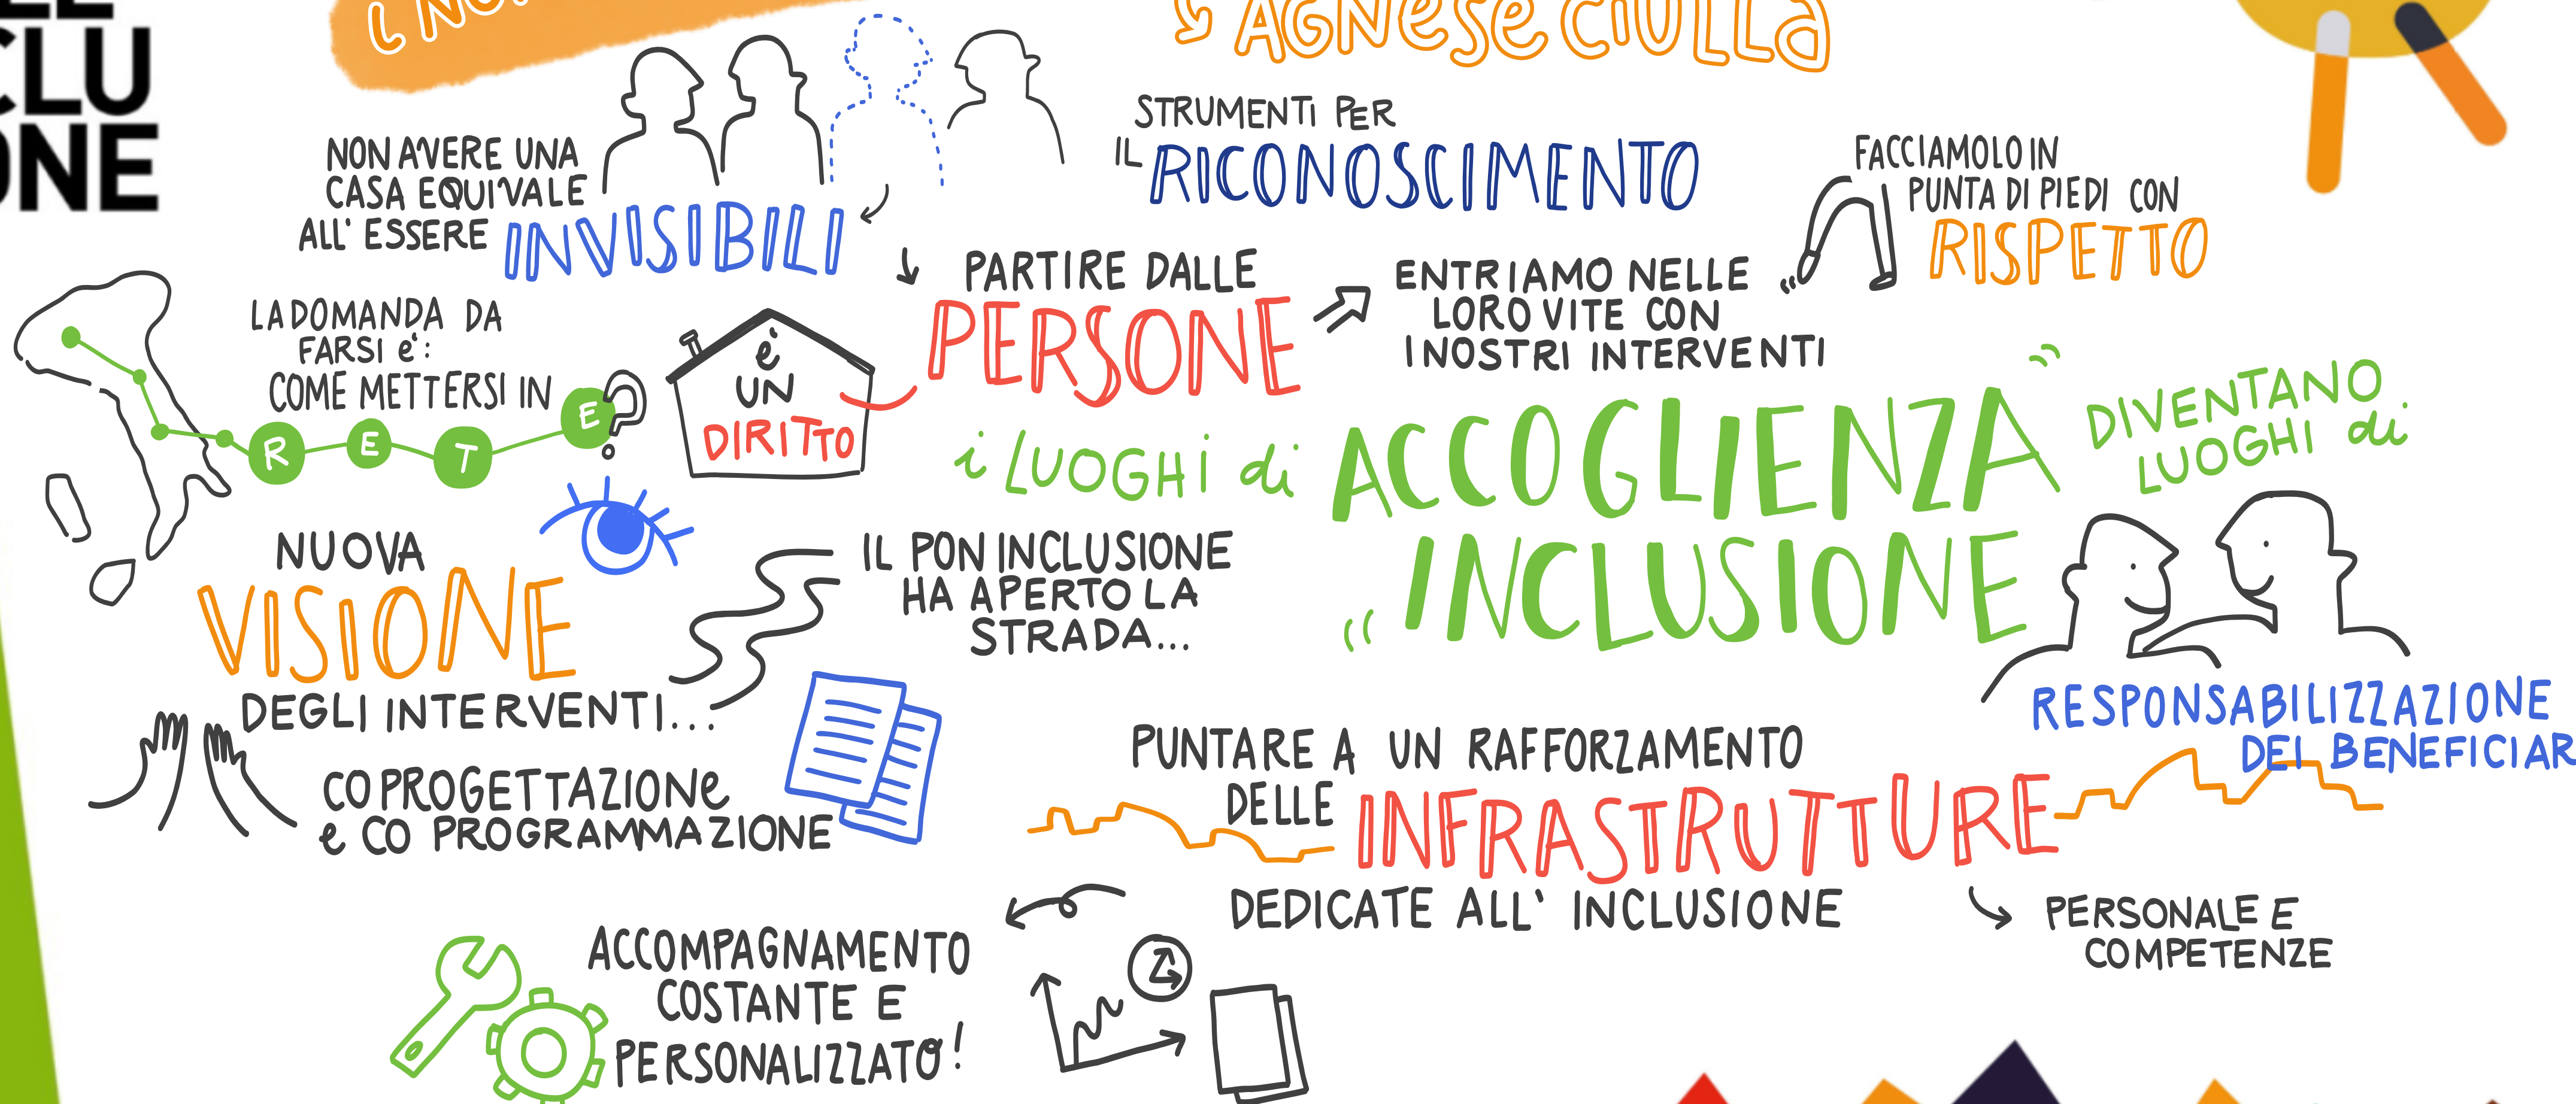 CLU
ONE
AGNeSe CIULLa
NON AVERE UNA
CASA EQUIVALE
ALL' ESSERE INVISIBILI
STRUMENTI PER
IL RICONOSCIMENTO
FACCIAMOLO IN
PUNTA DI PIEDI CON
RISPETTO
PARTIRE DALLE
PERSONE
ENTRIAMO NELLE
LORO VITE CON
I NOSTRI INTERVENTI
LA DOMANDA DA
FARSI e':
COME METTERSI IN
R E T E ?
è
UN
DIRITTO
i LUOGHi di ACCOGLIENZA
INCLUSIONE
DIVENTANO
LUOGHI di
RESPONSABILIZZAZIONE
DEI BENEFICIAR
NUOVA
VISIONE
DEGLI INTERVENTI...
IL PON INCLUSIONE
HA APERTO LA
STRADA...
CO PROGETTAZIONe
e CO PROGRAMMAZIONE
PUNTARE A UN RAFFORZAMENTO
DELLE INFRASTRUTTURE
DEDICATE ALL' INCLUSIONE
PERSONALE E
COMPETENZE
ACCOMPAGNAMENTO
COSTANTE E
PERSONALIZZATO!